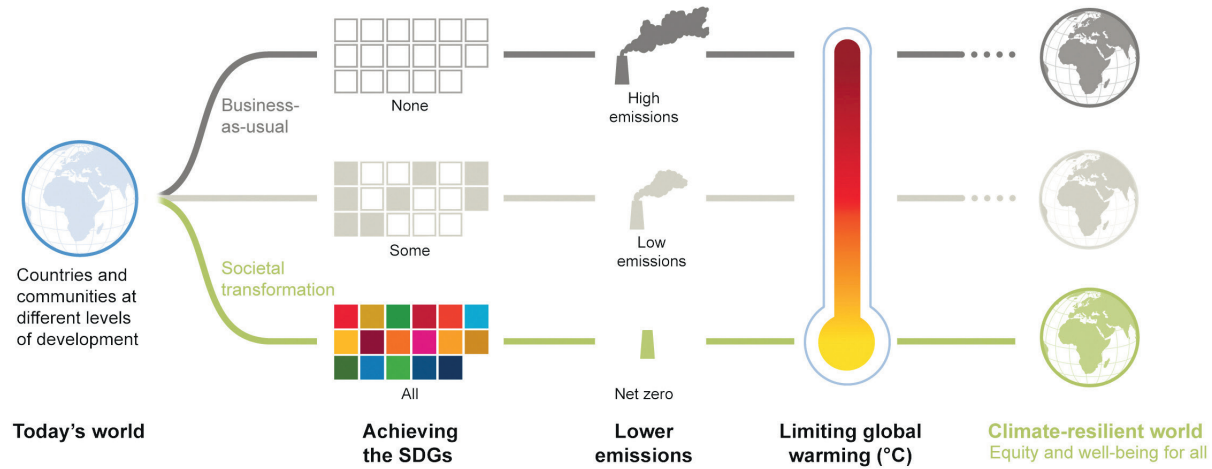 Business-
as-usual
None
High
emissions
Countries and
communities at
different levels
of development
Some
Low
emissions
Societal
transformation
All
Net zero
Today's world
Achieving
the SDGs
Lower
emissions
Limiting global
warming (°C)
Climate-resilient world
Equity and well-being for all